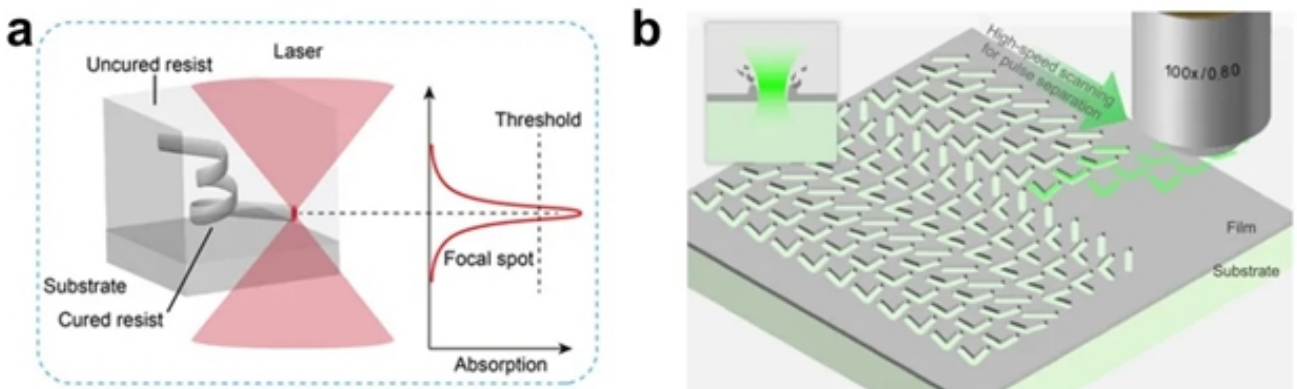 a
Laser
Uncured resist
Threshold
Focal spot
Substrate
Cured resist
Absorption
b
High-speed scanning
for pulse separation
100x/0.80
Film
Substrate